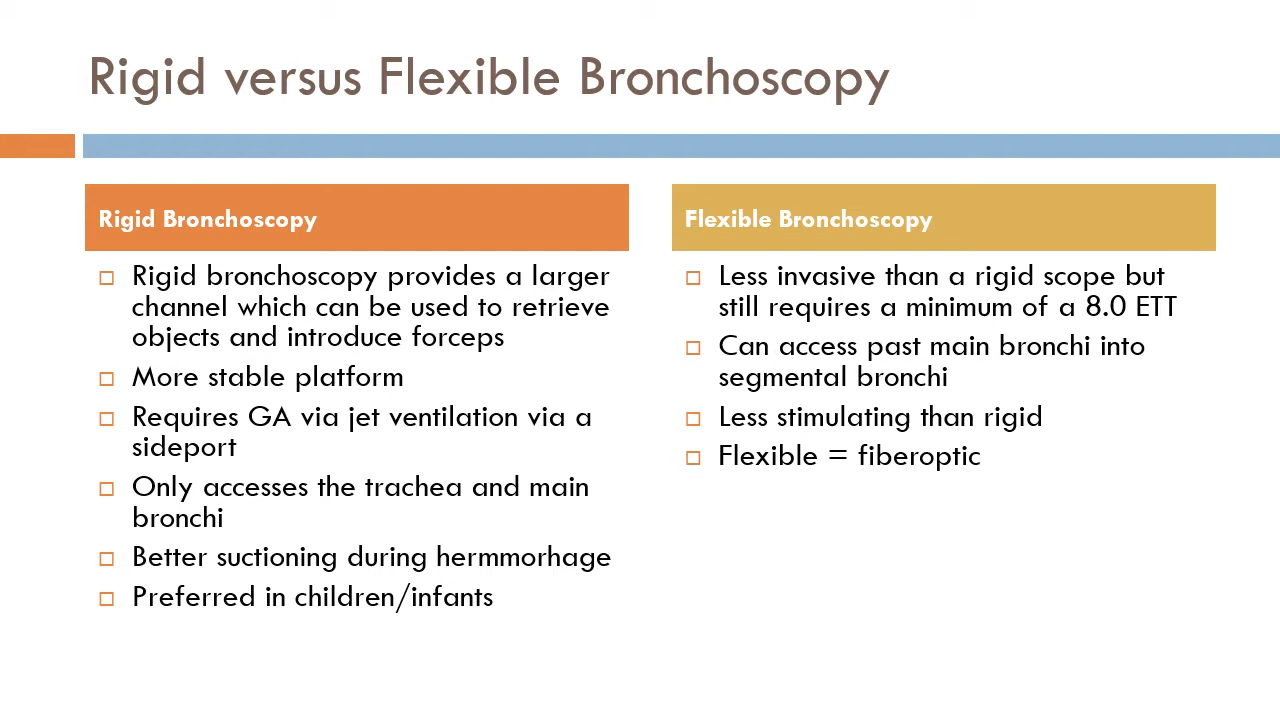 Rigid versus Flexible Bronchoscopy
Rigid Bronchoscopy
Rigid bronchoscopy provides a larger
channel which can be used to retrieve
objects and introduce forceps
More stable platform
Requires GA via jet ventilation via a
sideport
Only accesses the trachea and main
bronchi
Better suctioning during hermmorhage
Preferred in children/infants
Flexible Bronchoscopy
Less invasive than a rigid scope but
still requires a minimum of a 8.0 ETT
Can access past main bronchi into
segmental bronchi
Less stimulating than rigid
Flexible = fiberoptic